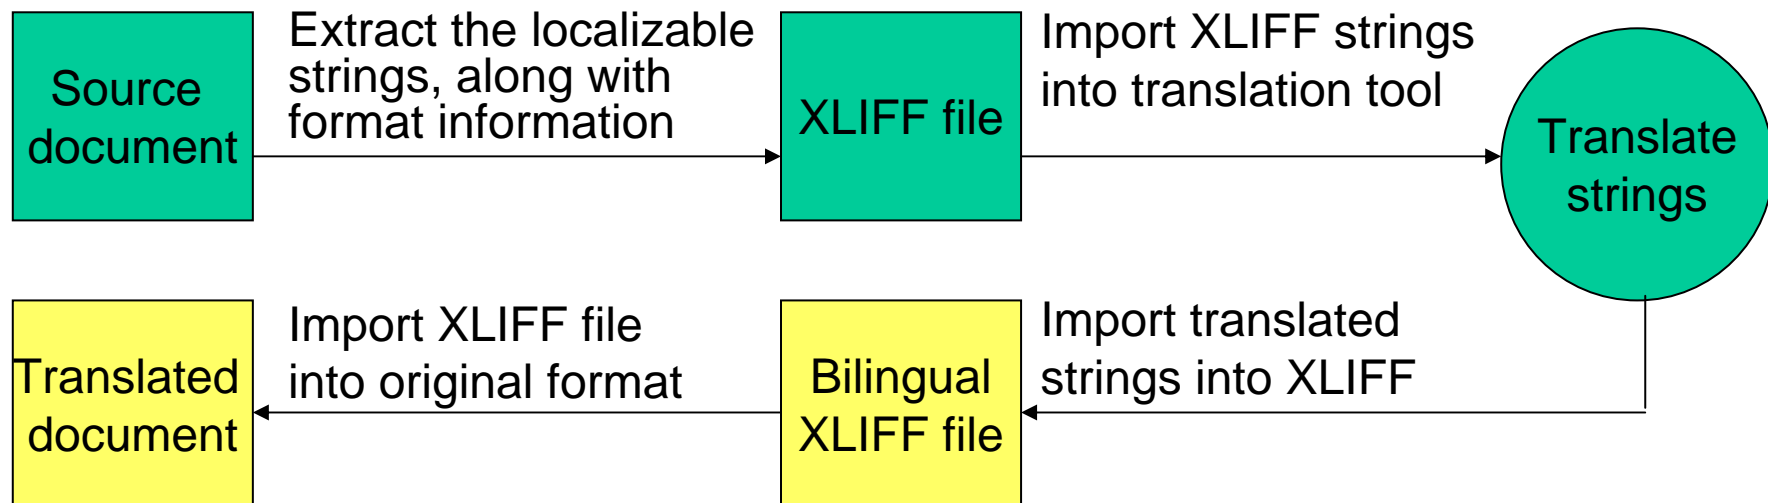 Source
document
Extract the localizable
strings, along with
format information
XLIFF file
Import XLIFF strings
into translation tool
Translate
strings
Translated
document
Import XLIFF file
into original format
Bilingual
XLIFF file
Import translated
strings into XLIFF